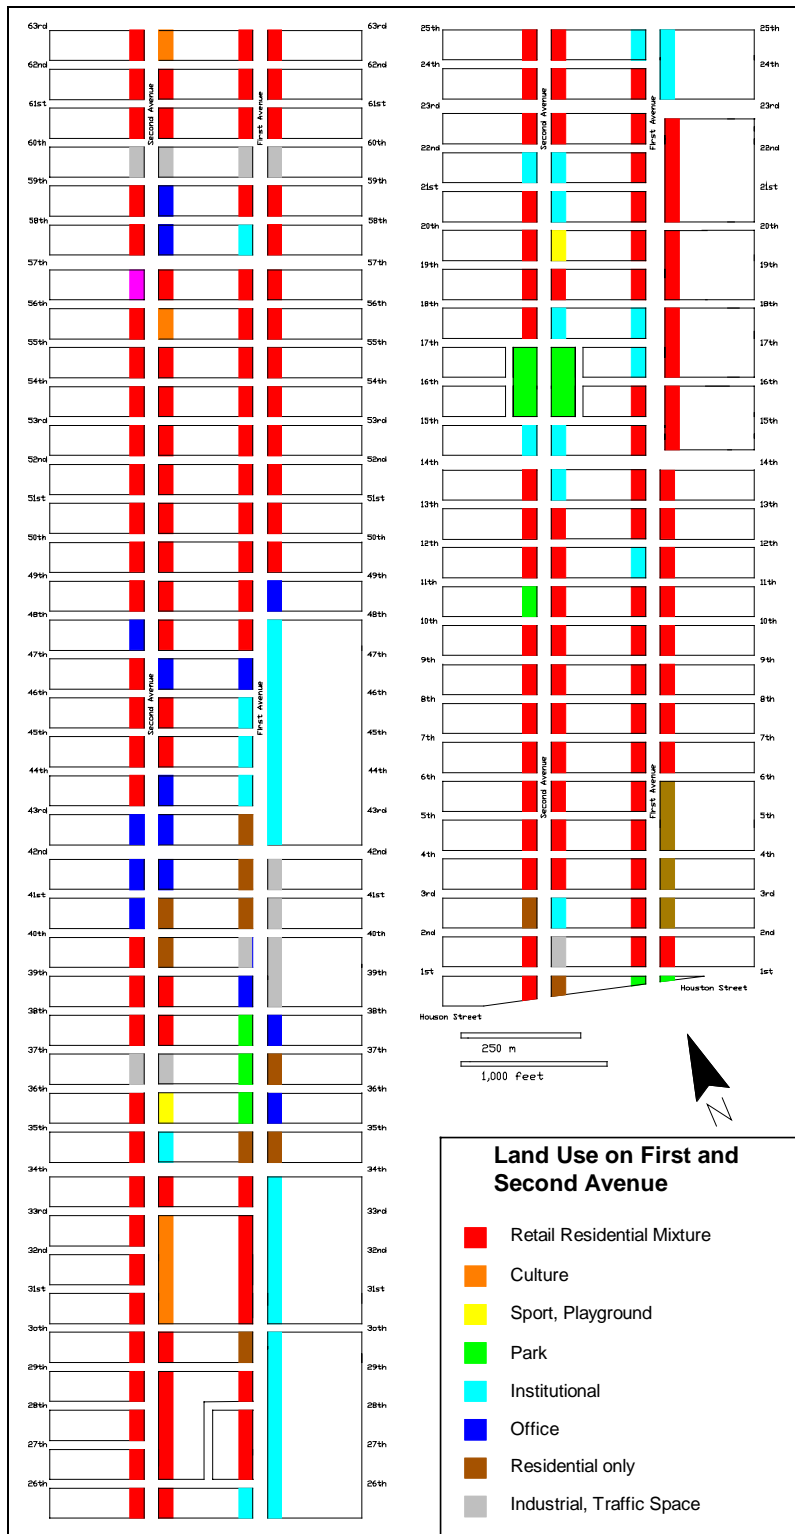 63rd
62nd
61st
60th
59th
58th
57th
56th
55th
54th
53rd
52nd
51st
50th
49th
48th
47th
46th
45th
44th
43rd
42nd
41st
40th
39th
38th
37th
36th
35th
34th
33rd
32nd
31st
3oth
29th
28th
27th
26th
Second Avenue
Second Avenue
First Avenue
First Avenue
63rd
62nd
61st
60th
59th
58th
57th
56th
55th
54th
53rd
52nd
51st
50th
49th
48th
47th
46th
45th
44th
43rd
42nd
41st
40th
39th
38th
37th
36th
35th
34th
33rd
32nd
31st
3oth
29th
28th
27th
26th
25th
24th
23rd
22nd
21st
20th
19th
18th
17th
16th
15th
14th
13th
12th
11th
10th
9th
8th
7th
6th
5th
4th
3rd
2nd
1st
Houson Street
Second Avenue
Second Avenue
First Avenue
First Avenue
25th
24th
23rd
22nd
21st
20th
19th
18th
17th
16th
15th
14th
13th
12th
11th
10th
9th
8th
7th
6th
5th
4th
3rd
2nd
1st
Houston Street
250 m
1,000 feet
N
Land Use on First and
Second Avenue
Retail Residential Mixture
Culture
Sport, Playground
Park
Institutional
Office
Residential only
Industrial, Traffic Space